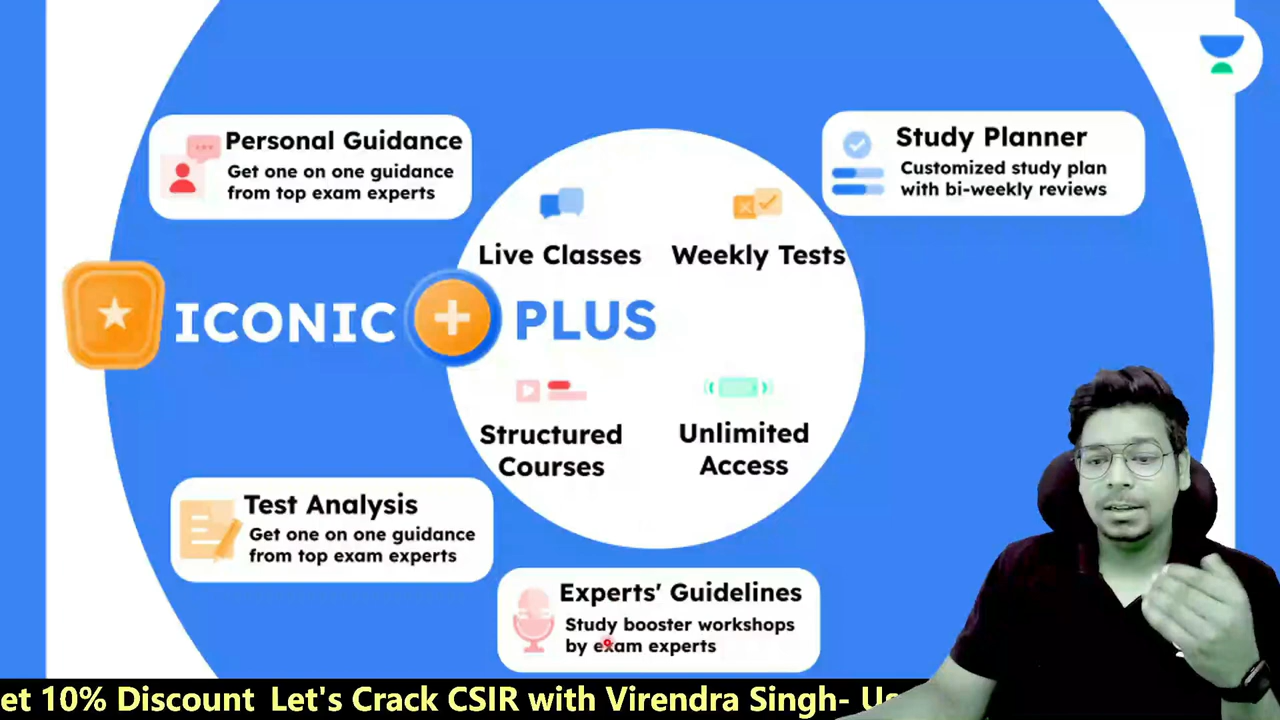 Personal Guidance
Get one on one guidance
from top exam experts
Study Planner
Customized study plan
with bi-weekly reviews
Live Classes
Weekly Tests
ICONIC
PLUS
Structured
Courses
Unlimited
Access
Test Analysis
Get one on one guidance
from top exam experts
Experts' Guidelines
Study booster workshops
by exam experts
et 10% Discount Let's Crack CSIR with Virendra Singh-